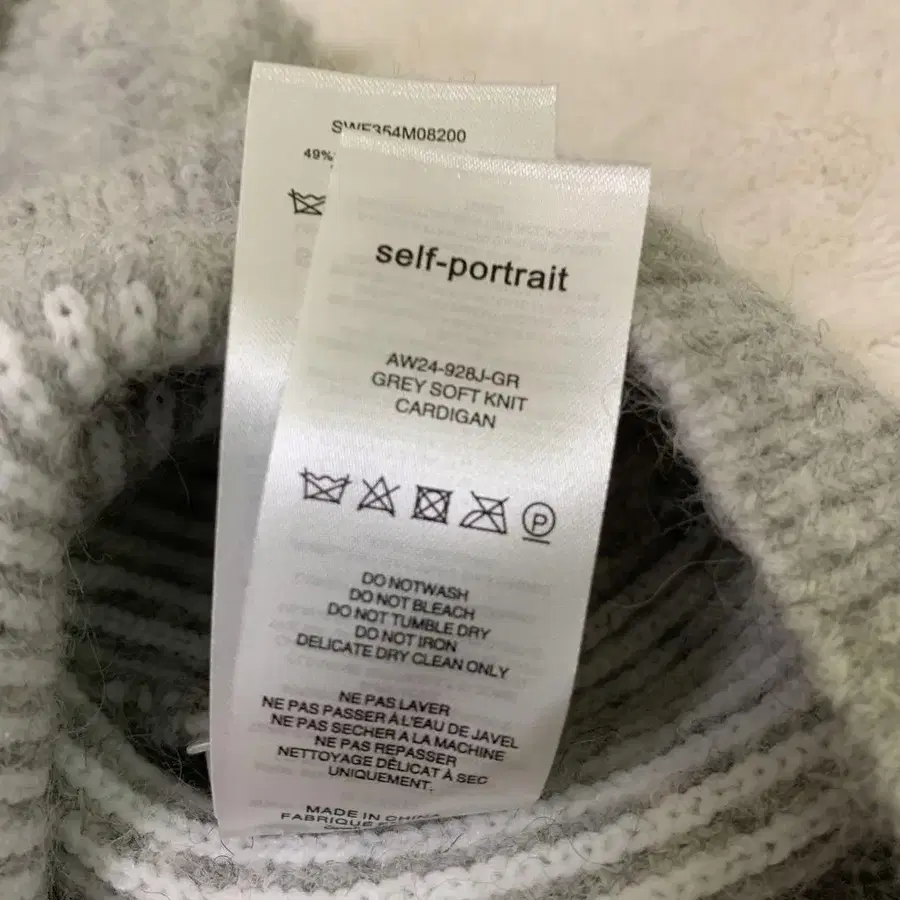 SWE354M08200
49%
self-portrait
AW24-928J-GR
GREY SOFT KNIT
CARDIGAN
P
DO NOTWASH
DO NOT BLEACH
DO NOT TUMBLE DRY
DO NOT IRON
DELICATE DRY CLEAN ONLY
NE PAS LAVER
NE PAS PASSER À L'EAU DE JAVEL
NE PAS SECHER A LA MACHINE
NE PAS REPASSER
NETTOYAGE DÉLICAT À SEC
UNIQUEMENT.
MADE IN CHINA
FABRIQUE